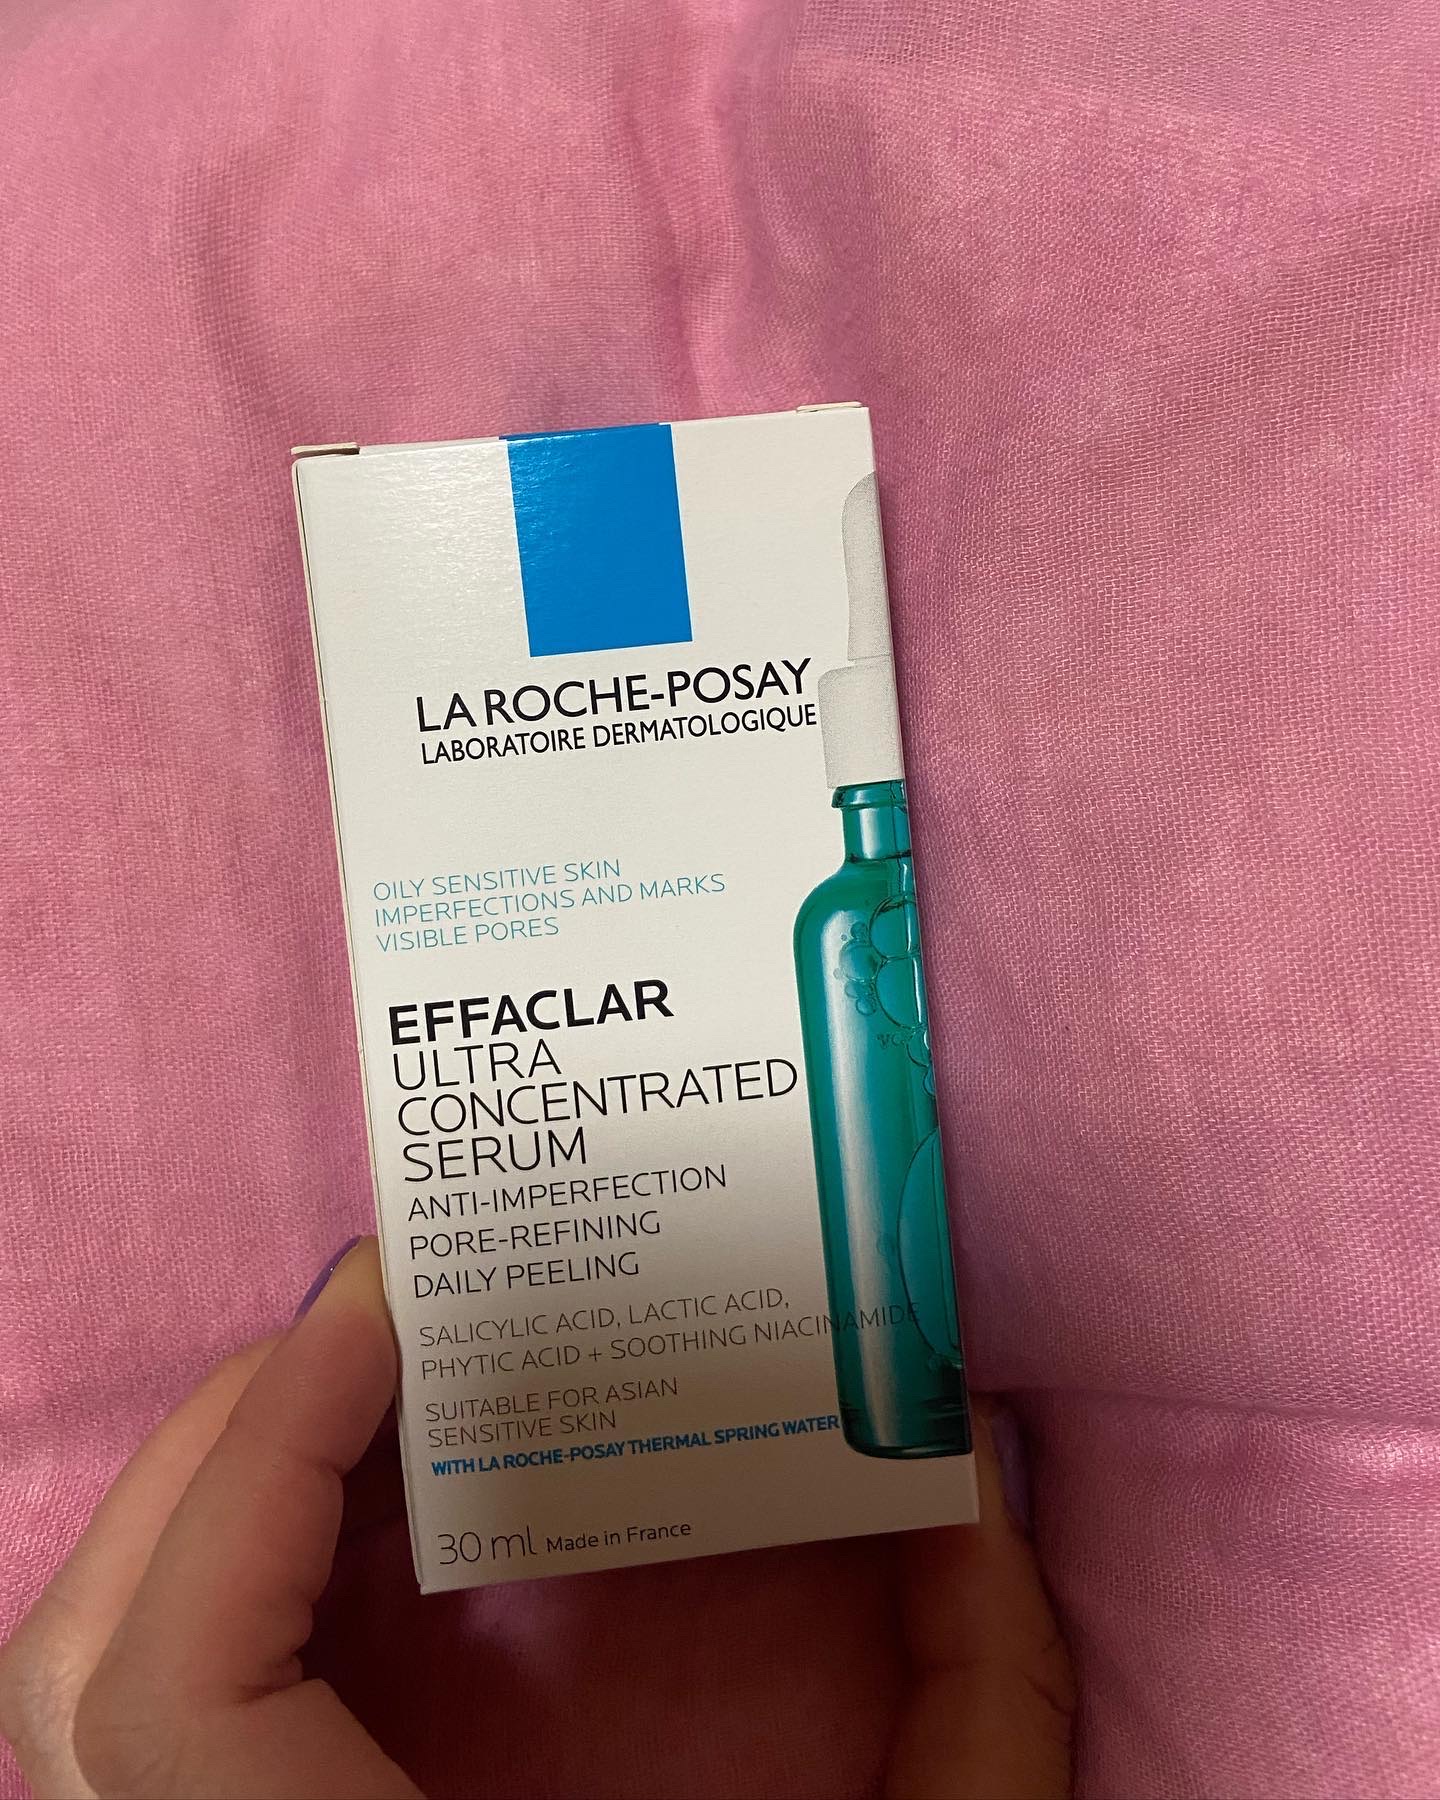 LA ROCHE-POSAY
LABORATOIRE DERMATOLOGIQUE
OILY SENSITIVE SKIN
IMPERFECTIONS AND MARKS
VISIBLE PORES
EFFACLAR
ULTRA
CONCENTRATED
SERUM
ANTI-IMPERFECTION
PORE-REFINING
DAILY PEELING
SALICYLIC ACID, LACTIC ACID,
PHYTIC ACID + SOOTHING NIACINAMIDE
SUITABLE FOR ASIAN
SENSITIVE SKIN
WITH LA ROCHE-POSAY THERMAL SPRING WATER
30 ml Made in France